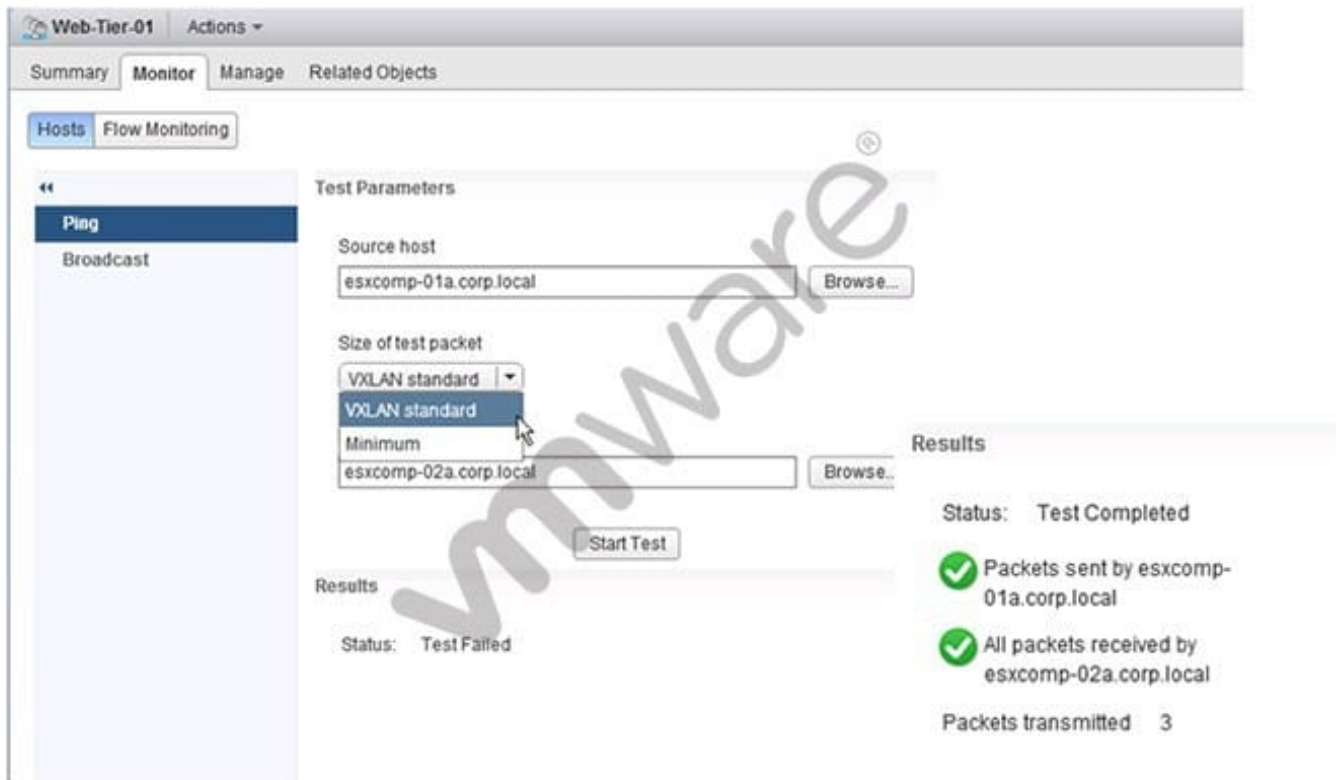 Web-Tier-01 Actions
Summary Monitor Manage Related Objects
Hosts Flow Monitoring
Ping
Broadcast
Test Parameters
Source host
esxcomp-01a.corp.local Browse...
Size of test packet
VXLAN standard
VXLAN standard
Minimum
esxcomp-02a.corp.local Browse..
Start Test
Results
Status: Test Failed
Results
Status: Test Completed
Packets sent by esxcomp-
01a.corp.local
All packets received by
esxcomp-02a.corp.local
Packets transmitted 3
vmware®